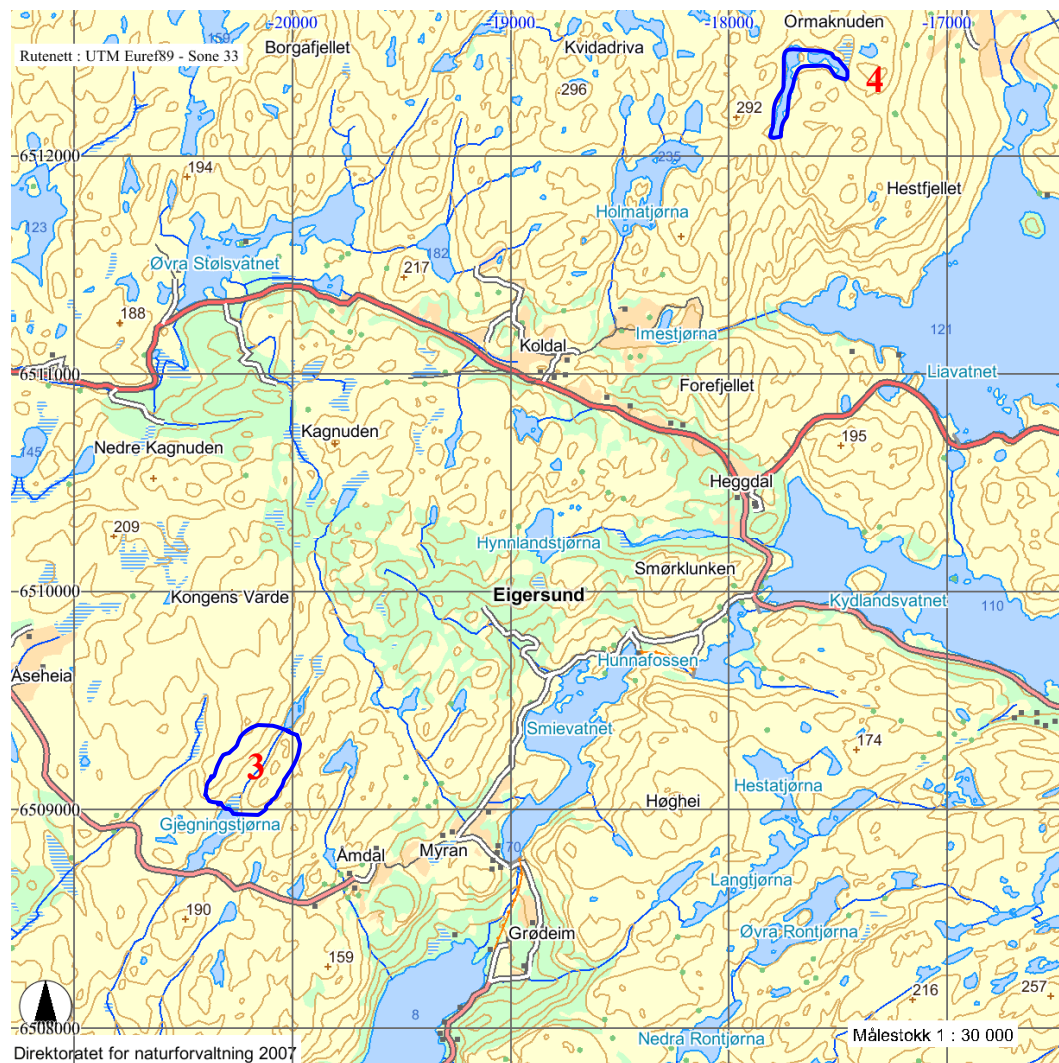 -20000
-19000
-18000
-17000
Ormaknuden
159
Borgafjellet
Kvidadriva
Rutenett : UTM Euref89 - Sone 33
4
296
292
6512000
235
194
Hestfjellet
Holmatjørna
123
182
Øvra Stølsvatnet
217
188
121
Imestjørna
Koldal
6511000
Liavatnet
Forefjellet
Kagnuden
195
Nedre Kagnuden
145
Heggdal
209
Hynnlandstjørna
Smørklunken
6510000
Kongens Varde
Eigersund
Kydlandsvatnet
110
Hunnafossen
Åseheia
Smievatnet
174
3
Hestatjørna
Høghei
6509000
Gjegningstjørna
Myran
70
Åmdal
Langtjørna
190
Grødeim
Øvra Rontjørna
159
257
216
8
6508000
Målestokk 1 : 30 000
Nedra Rontjørna
Direktoratet for naturforvaltning 2007